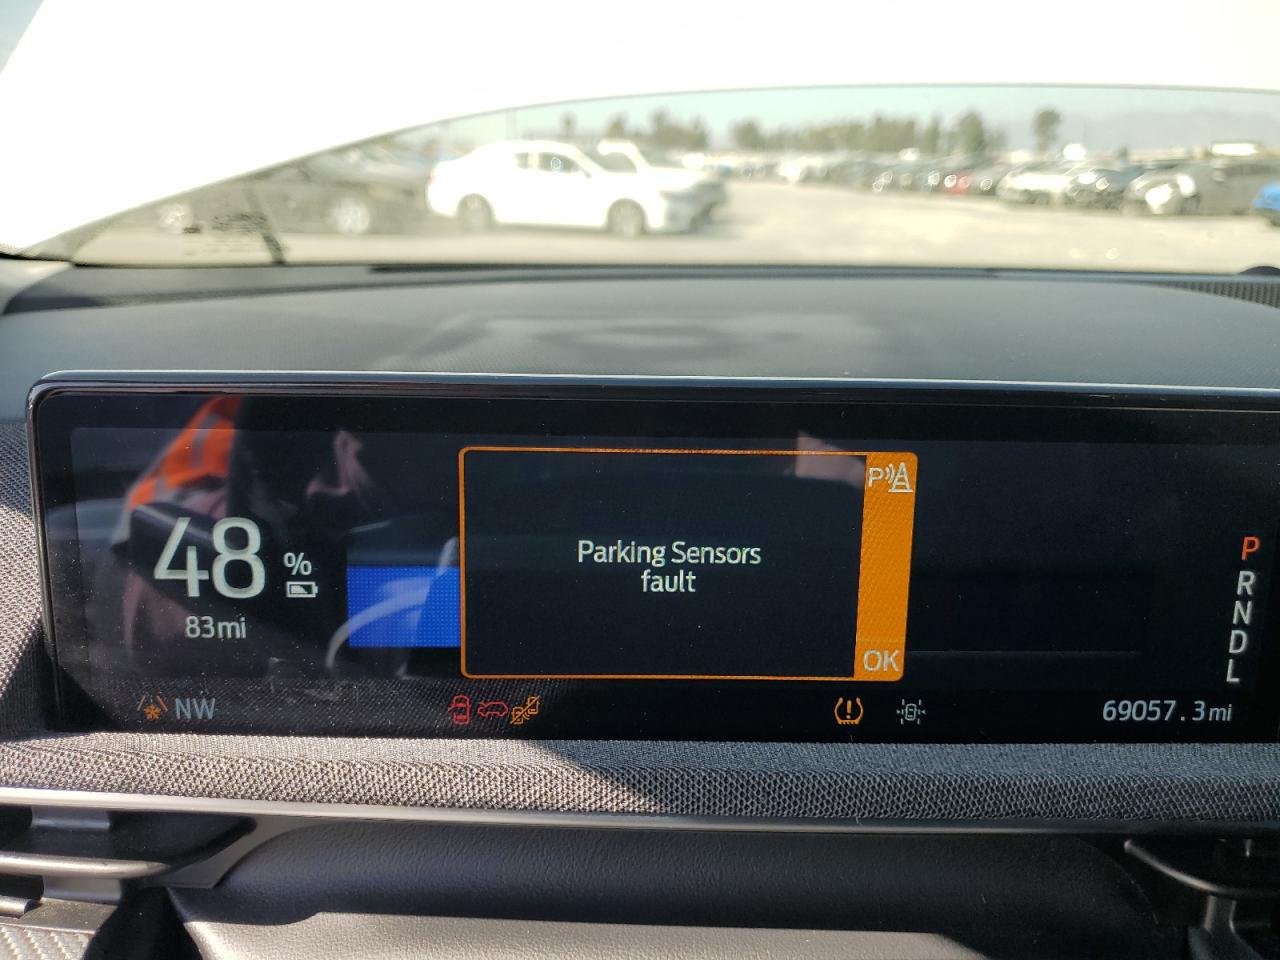 48 %
83mi
NW
Parking Sensors
fault
P
OK
P
R
N
D
L
69057.3mi